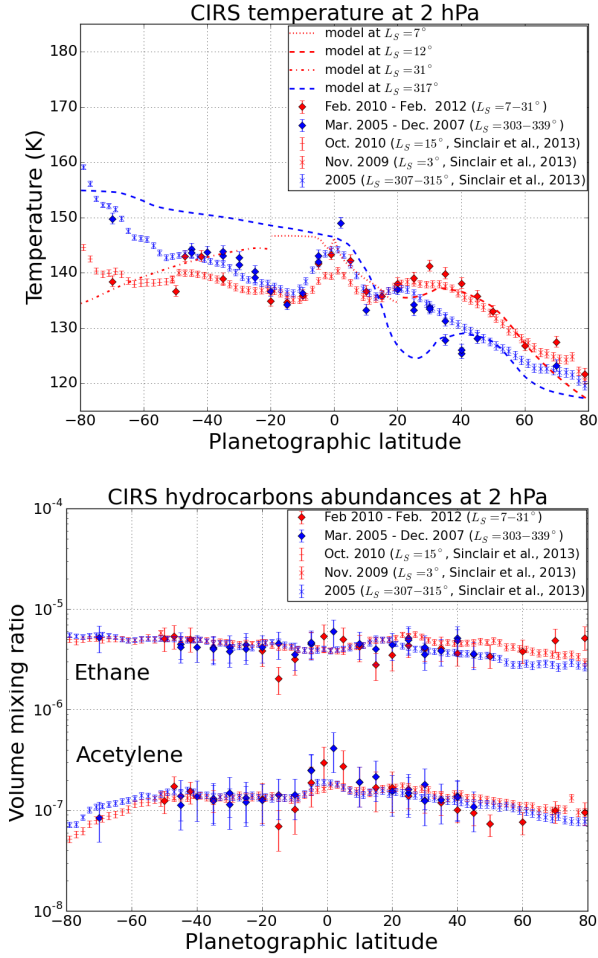 CIRS temperature at 2 hPa
185
175
165
155
145
135
125
120
Temperature (K)
model at L_S = 7°
model at L_S = 12°
model at L_S = 31°
model at L_S = 317°
Feb. 2010 - Feb.  2012 (L_S = 7−31°)
Mar. 2005 - Dec. 2007 (L_S = 303−339°)
Oct. 2010 (L_S = 15°, Sinclair et al., 2013)
Nov. 2009 (L_S = 3°, Sinclair et al., 2013)
2005 (L_S = 307-315°, Sinclair et al., 2013)
−80 −60 −40 −20 0 20 40 60 80
Planetographic latitude
CIRS hydrocarbons abundances at 2 hPa
10^-4
10^-5
10^-6
10^-7
10^-8
Volume mixing ratio
Feb 2010 - Feb.  2012 (L_S = 7-31°)
Mar. 2005 - Dec. 2007 (L_S = 303−339°)
Oct. 2010 (L_S = 15°, Sinclair et al., 2013)
Nov. 2009 (L_S = 3°, Sinclair et al., 2013)
2005 (L_S = 307-315°, Sinclair et al., 2013)
Ethane
Acetylene
−80 −60 −40 −20 0 20 40 60 80
Planetographic latitude